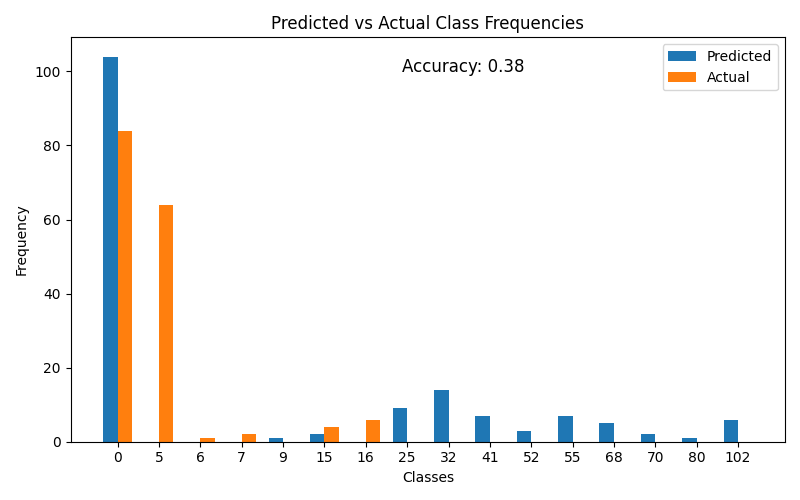 Predicted vs Actual Class Frequencies
Accuracy: 0.38
Predicted
Actual
Frequency
100
80
60
40
20
0
0 5 6 7 9 15 16 25 32 41 52 55 68 70 80 102
Classes